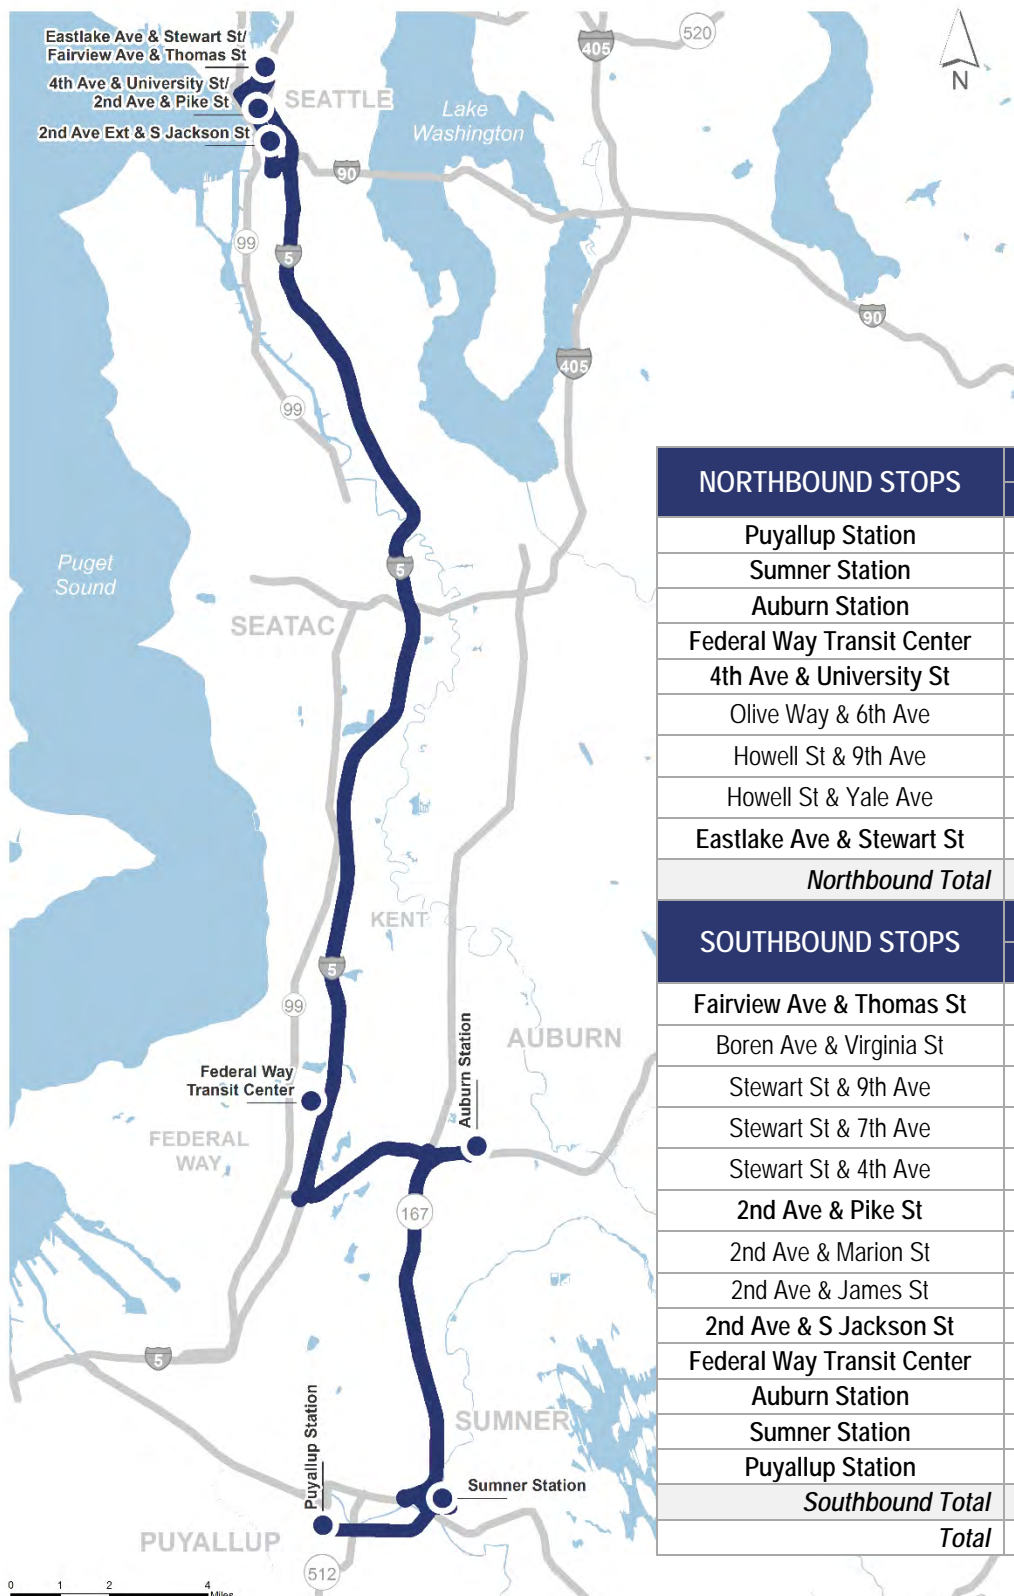 Eastlake Ave & Stewart St/
Fairview Ave & Thomas St
4th Ave & University St/
2nd Ave & Pike St
2nd Ave Ext & S Jackson St
SEATTLE
Lake
Washington
405
520
N
90
99
5
90
405
99
Puget
Sound
5
SEATAC
KENT
5
99
AUBURN
Auburn Station
Federal Way
Transit Center
FEDERAL
WAY
167
5
SUMNER
Puyallup Station
Sumner Station
PUYALLUP
512
0 1 2 4
Miles
NORTHBOUND STOPS
Puyallup Station
Sumner Station
Auburn Station
Federal Way Transit Center
4th Ave & University St
Olive Way & 6th Ave
Howell St & 9th Ave
Howell St & Yale Ave
Eastlake Ave & Stewart St
Northbound Total
SOUTHBOUND STOPS
Fairview Ave & Thomas St
Boren Ave & Virginia St
Stewart St & 9th Ave
Stewart St & 7th Ave
Stewart St & 4th Ave
2nd Ave & Pike St
2nd Ave & Marion St
2nd Ave & James St
2nd Ave & S Jackson St
Federal Way Transit Center
Auburn Station
Sumner Station
Puyallup Station
Southbound Total
Total